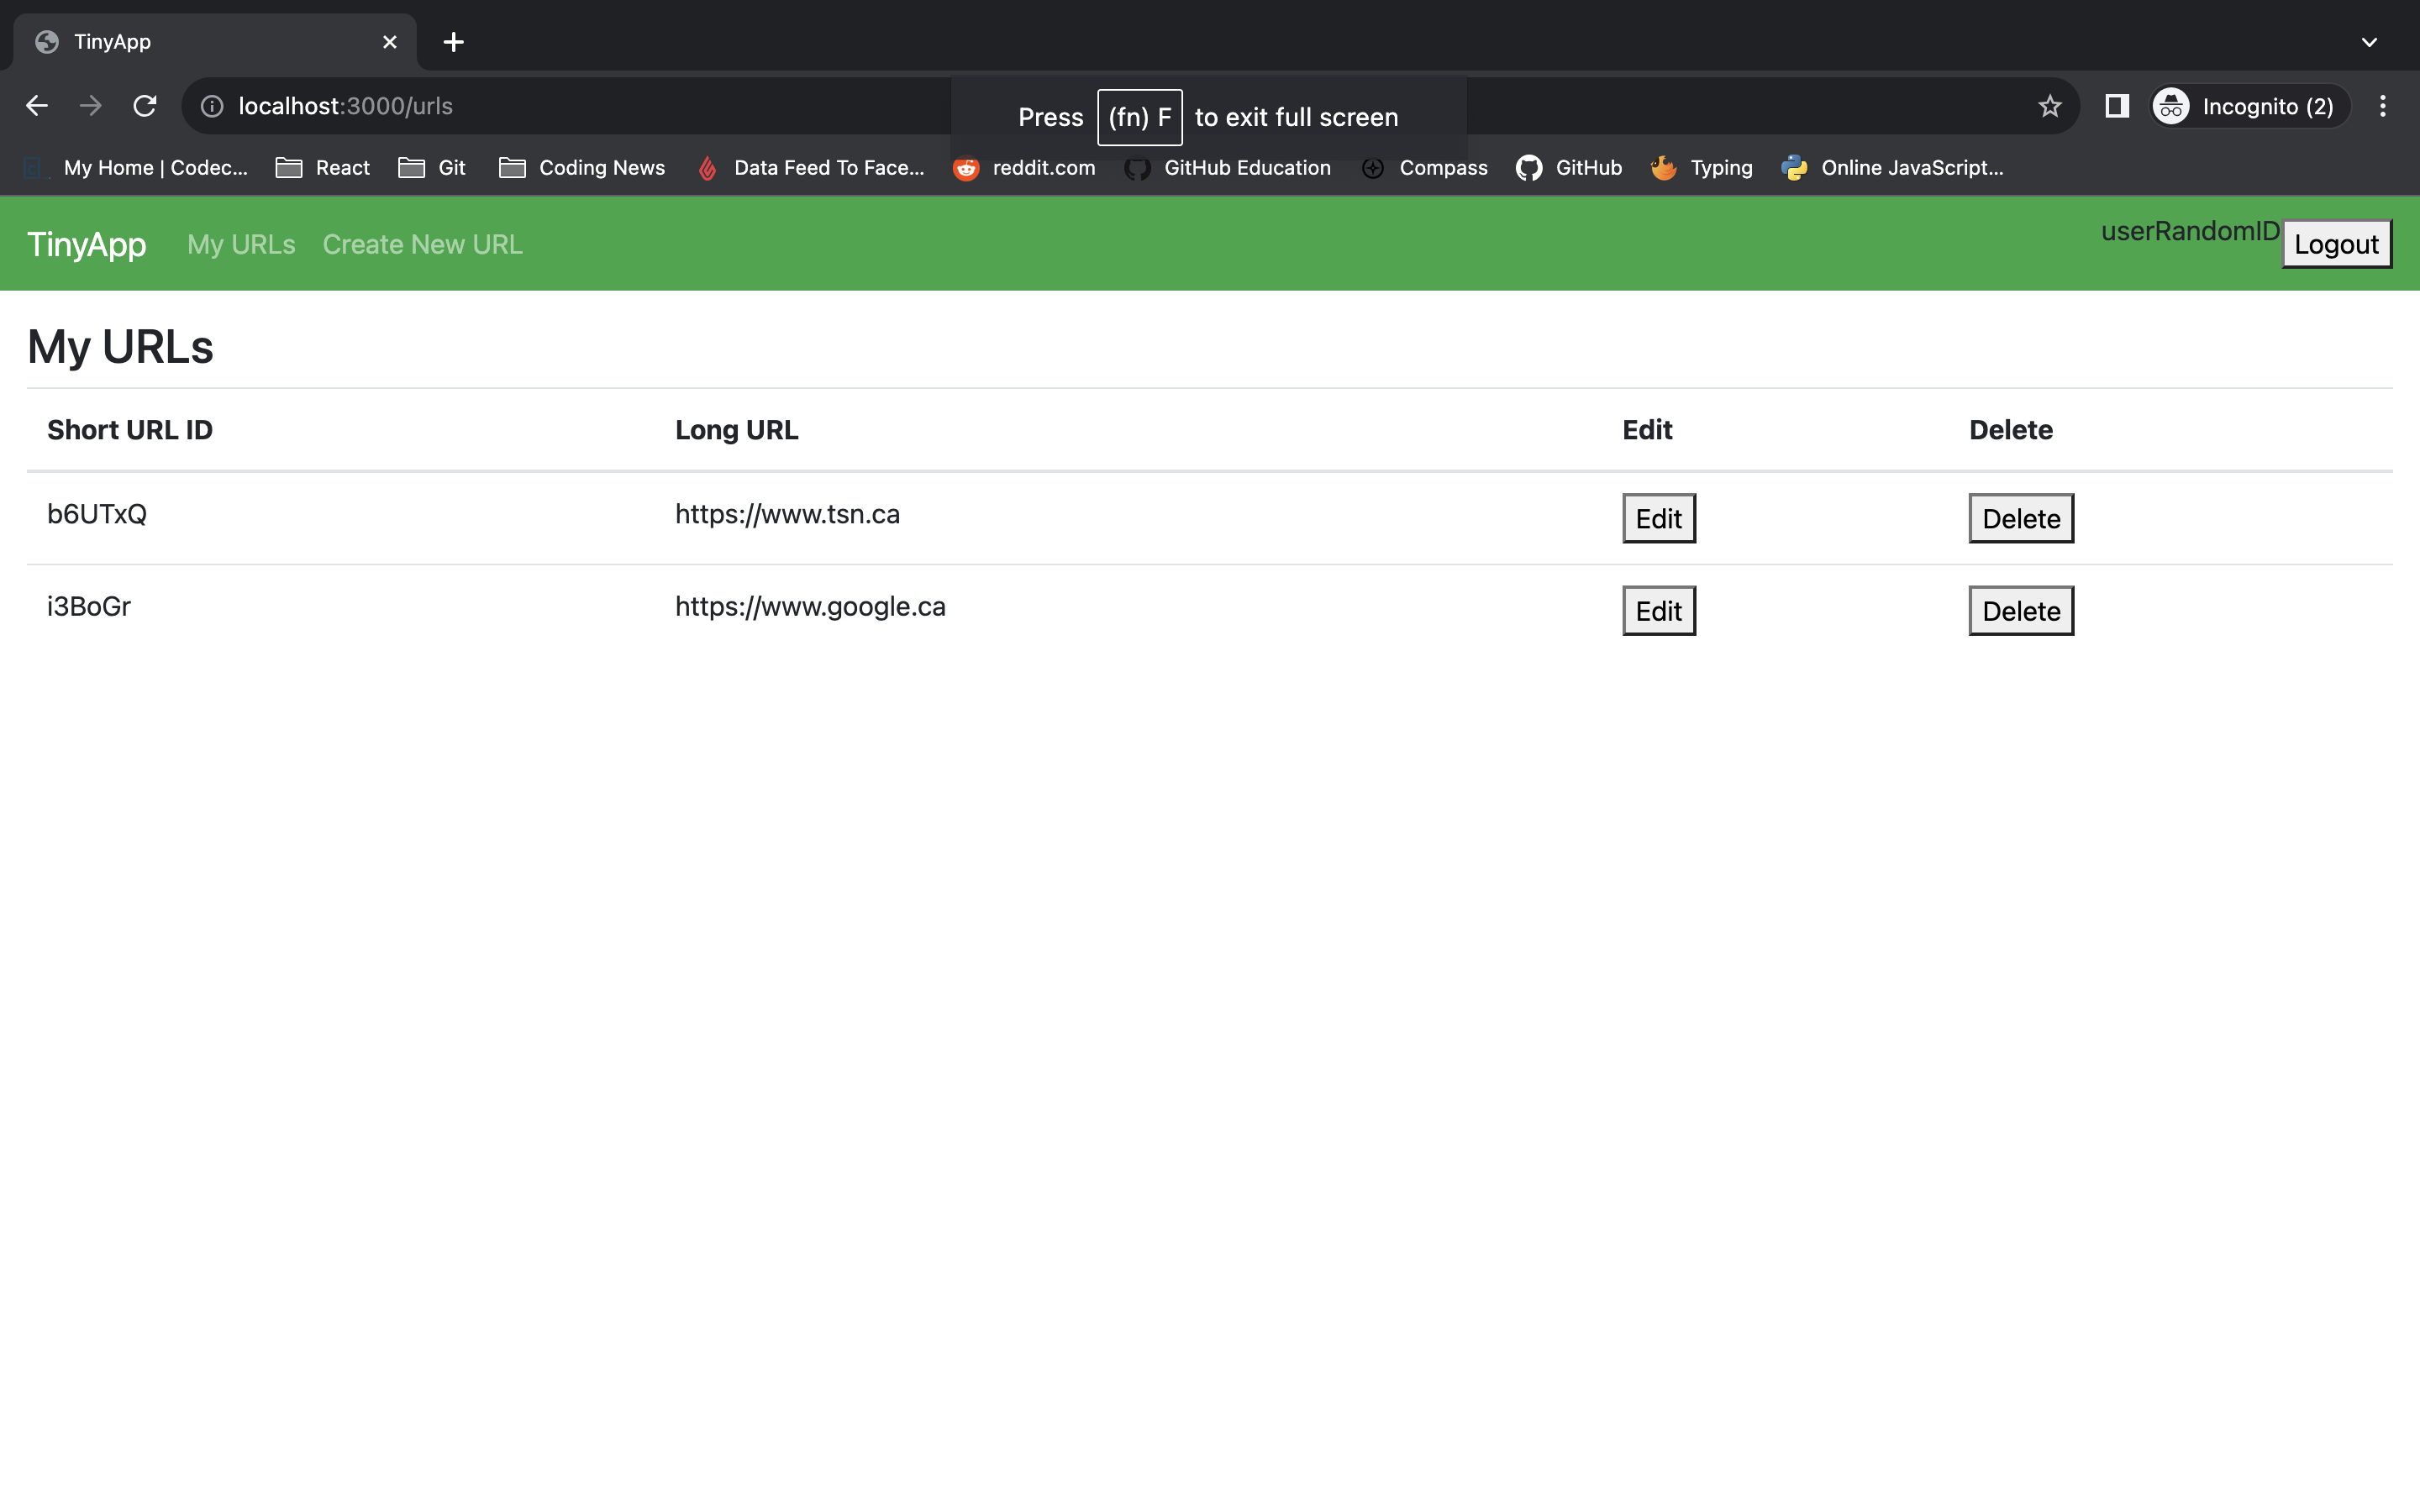 TinyApp
localhost:3000/urls
Press (fn) F to exit full screen
Incognito (2)
My Home | Codec... React Git Coding News Data Feed To Face... reddit.com GitHub Education Compass GitHub Typing Online JavaScript...
TinyApp My URLs Create New URL userRandomID Logout
My URLs
Short URL ID Long URL Edit Delete
b6UTxQ https://www.tsn.ca Edit Delete
i3BoGr https://www.google.ca Edit Delete